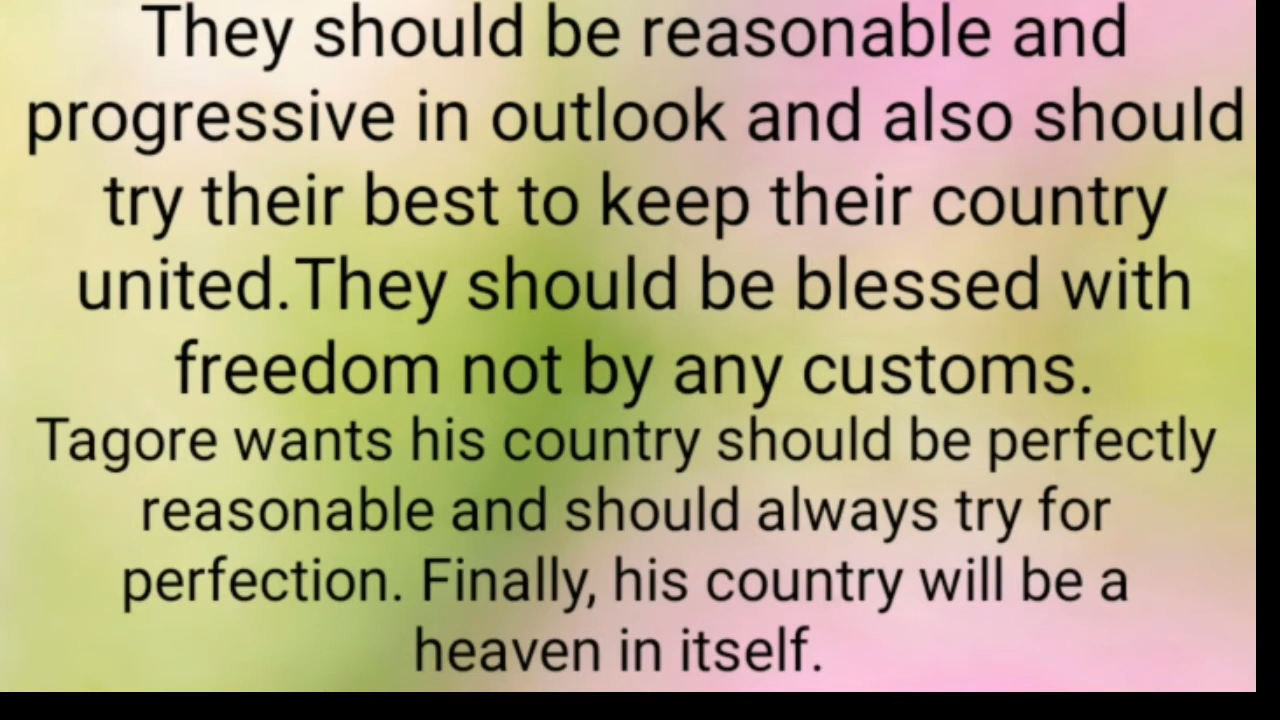 They should be reasonable and
progressive in outlook and also should
try their best to keep their country
united.They should be blessed with
freedom not by any customs.
Tagore wants his country should be perfectly
reasonable and should always try for
perfection. Finally, his country will be a
heaven in itself.